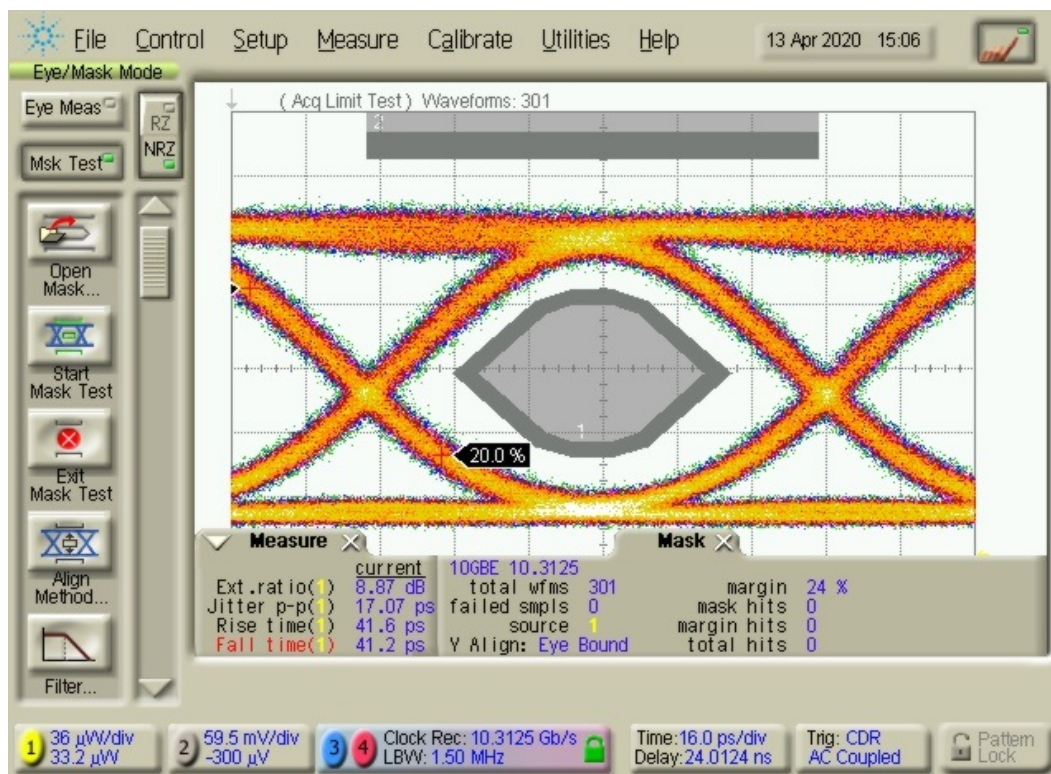 File Control Setup Measure Calibrate Utilities Help 13 Apr 2020 15:06
Eye/Mask Mode
Eye Meas
RZ
NRZ
Msk Test
(Acq Limit Test) Waveforms: 301
2
Open
Mask...
Start
Mask Test
1
20.0 %
Exit
Mask Test
Align
Method...
Filter...
Measure
Mask
current
Ext.ratio(1) 8.87 dB
Jitter p-p(1) 17.07 ps
Rise time(1) 41.6 ps
Fall time(1) 41.2 ps
10GBE 10.3125
total wfms 301 margin 24 %
failed smpls 0 mask hits 0
source 1 margin hits 0
Y Align: Eye Bound total hits 0
1 36 µW/div
33.2 µW
2 59.5 mV/div
-300 µV
3 4 Clock Rec: 10.3125 Gb/s
LBW: 1.50 MHz
Time:16.0 ps/div
Delay:24.0124 ns
Trig: CDR
AC Coupled
Pattern
Lock